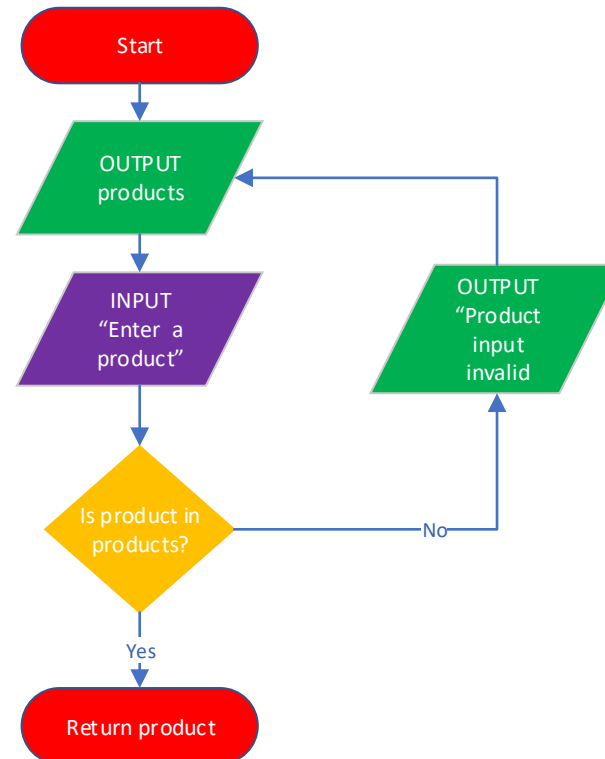 Start
OUTPUT
products
INPUT
“Enter a
product”
OUTPUT
“Product
input
invalid
Is product in
products?
No
Yes
Return product